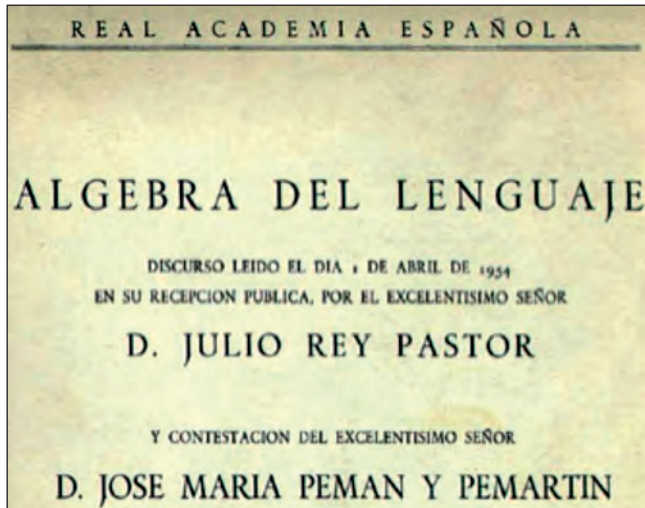 REAL ACADEMIA ESPAÑOLA
ALGEBRA DEL LENGUAJE
DISCURSO LEIDO EL DIA 1 DE ABRIL DE 1954
EN SU RECEPCION PUBLICA, POR EL EXCELENTISIMO SEÑOR
D. JULIO REY PASTOR
Y CONTESTACION DEL EXCELENTISIMO SEÑOR
D. JOSE MARIA PEMAN Y PEMARTIN